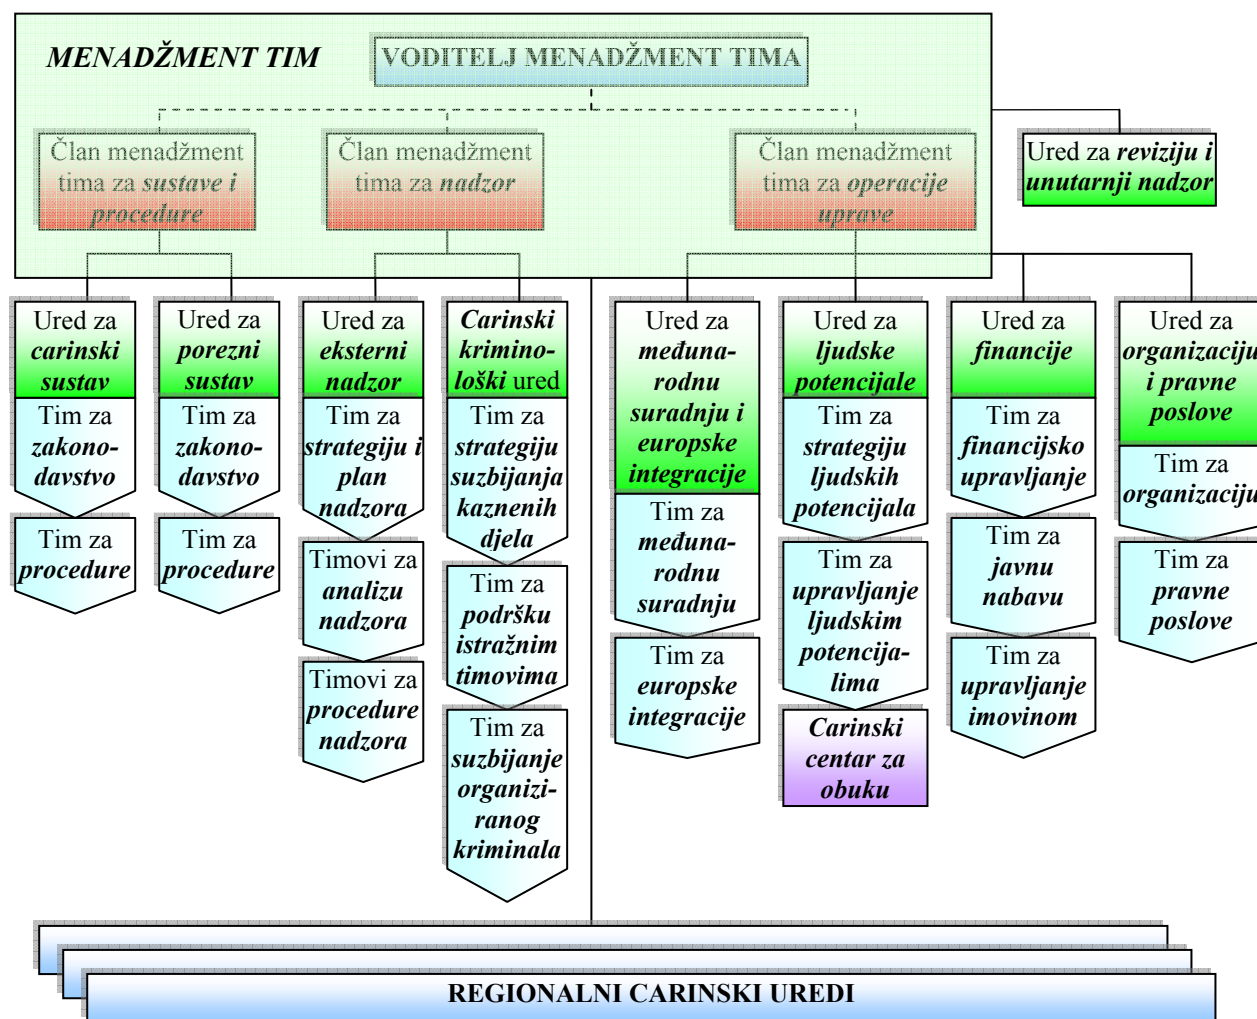 MENADŽMENT TIM
VODITELJ MENADŽMENT TIMA
Član menadžment
tima za sustave i
procedure
Član menadžment
tima za nadzor
Član menadžment
tima za operacije
uprave
Ured za reviziju i
unutarnji nadzor
Ured za
carinski
sustav
Tim za
zakono-
davstvo
Tim za
procedure
Ured za
porezni
sustav
Tim za
zakono-
davstvo
Tim za
procedure
Ured za
eksterni
nadzor
Tim za
strategiju i
plan
nadzora
Timovi za
analizu
nadzora
Timovi za
procedure
nadzora
Carinski
krimino-
loški ured
Tim za
strategiju
suzbijanja
kaznenih
djela
Tim za
podršku
istražnim
timovima
Tim za
suzbijanje
organizi-
ranog
kriminala
Ured za
međuna-
rodnu
suradnju i
europske
integracije
Tim za
međuna-
rodnu
suradnju
Tim za
europske
integracije
Ured za
ljudske
potencijale
Tim za
strategiju
ljudskih
potencijala
Tim za
upravljanje
ljudskim
potencija-
lima
Carinski
centar za
obuku
Ured za
financije
Tim za
financijsko
upravljanje
Tim za
javnu
nabavu
Tim za
upravljanje
imovinom
Ured za
organizaciju
i pravne
poslove
Tim za
organizaciju
Tim za
pravne
poslove
REGIONALNI CARINSKI UREDI